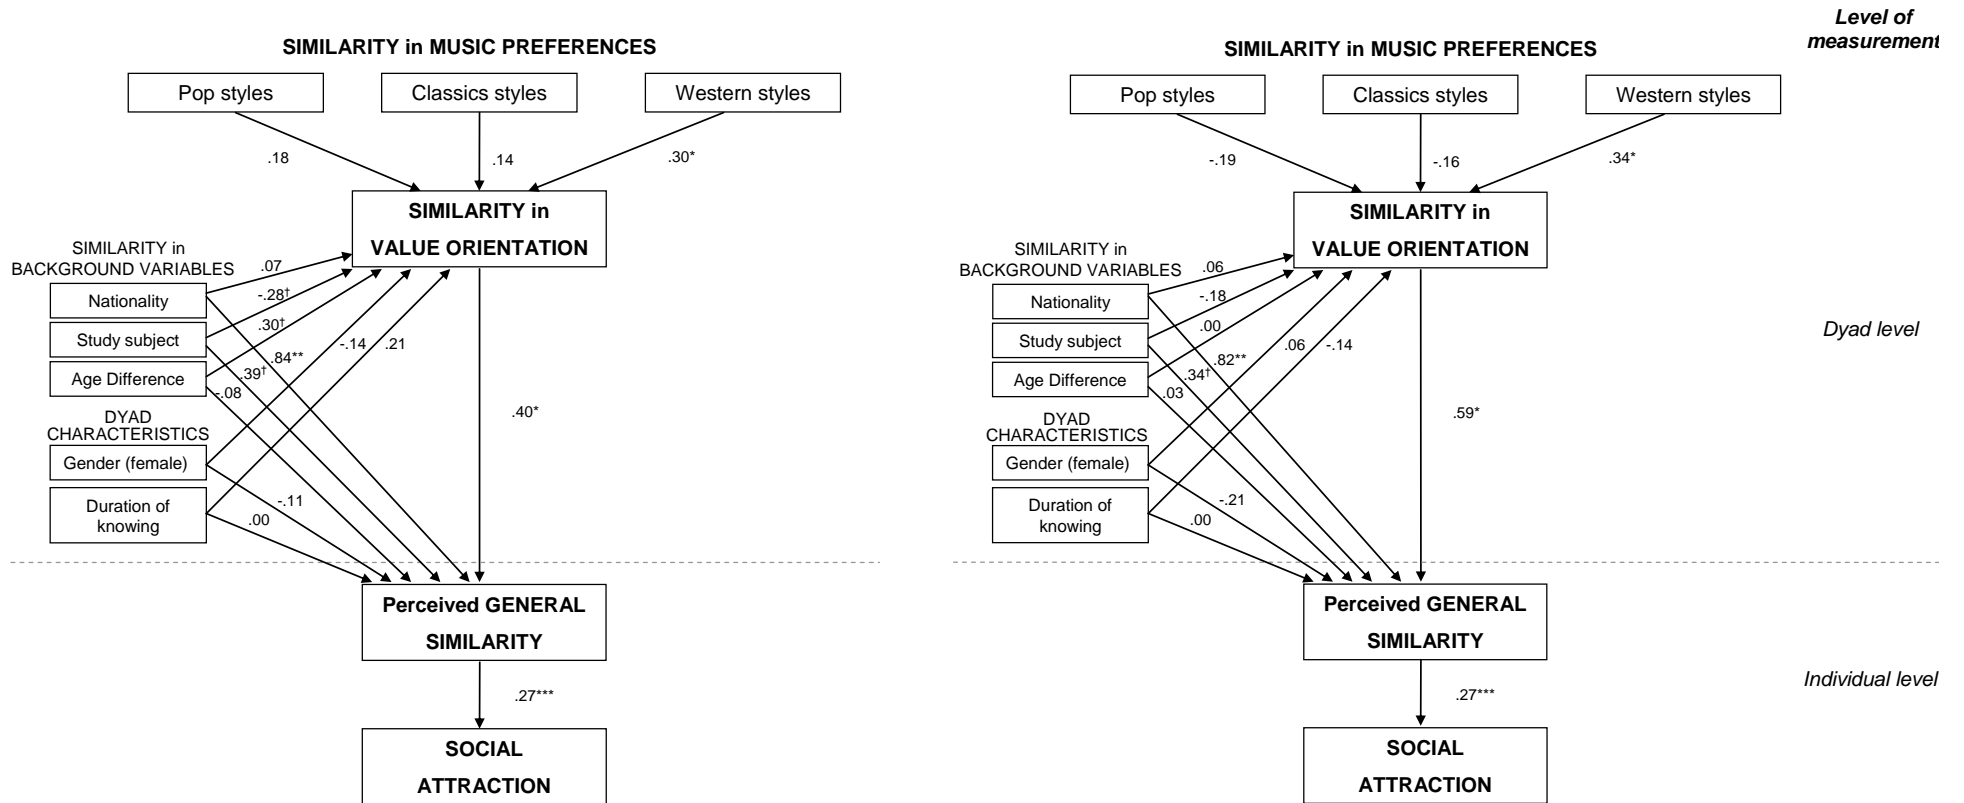 SIMILARITY in MUSIC PREFERENCES
Pop styles
Classics styles
Western styles
.18
.14
.30*
SIMILARITY in
VALUE ORIENTATION
SIMILARITY in
BACKGROUND VARIABLES
.07
Nationality
-.28†
.30†
Study subject
-.14
.21
.84**
Age Difference
.39†
-.08
DYAD
CHARACTERISTICS
.40*
Gender (female)
-.11
Duration of
knowing
.00
Perceived GENERAL
SIMILARITY
.27***
SOCIAL
ATTRACTION
SIMILARITY in MUSIC PREFERENCES
Pop styles
Classics styles
Western styles
-.19
-.16
.34*
SIMILARITY in
VALUE ORIENTATION
SIMILARITY in
BACKGROUND VARIABLES
.06
Nationality
-.18
.00
Study subject
.06
-.14
.82**
Age Difference
.34†
.03
DYAD
CHARACTERISTICS
.59*
Gender (female)
-.21
Duration of
knowing
.00
Perceived GENERAL
SIMILARITY
.27***
SOCIAL
ATTRACTION
Level of
measurement
Dyad level
Individual level